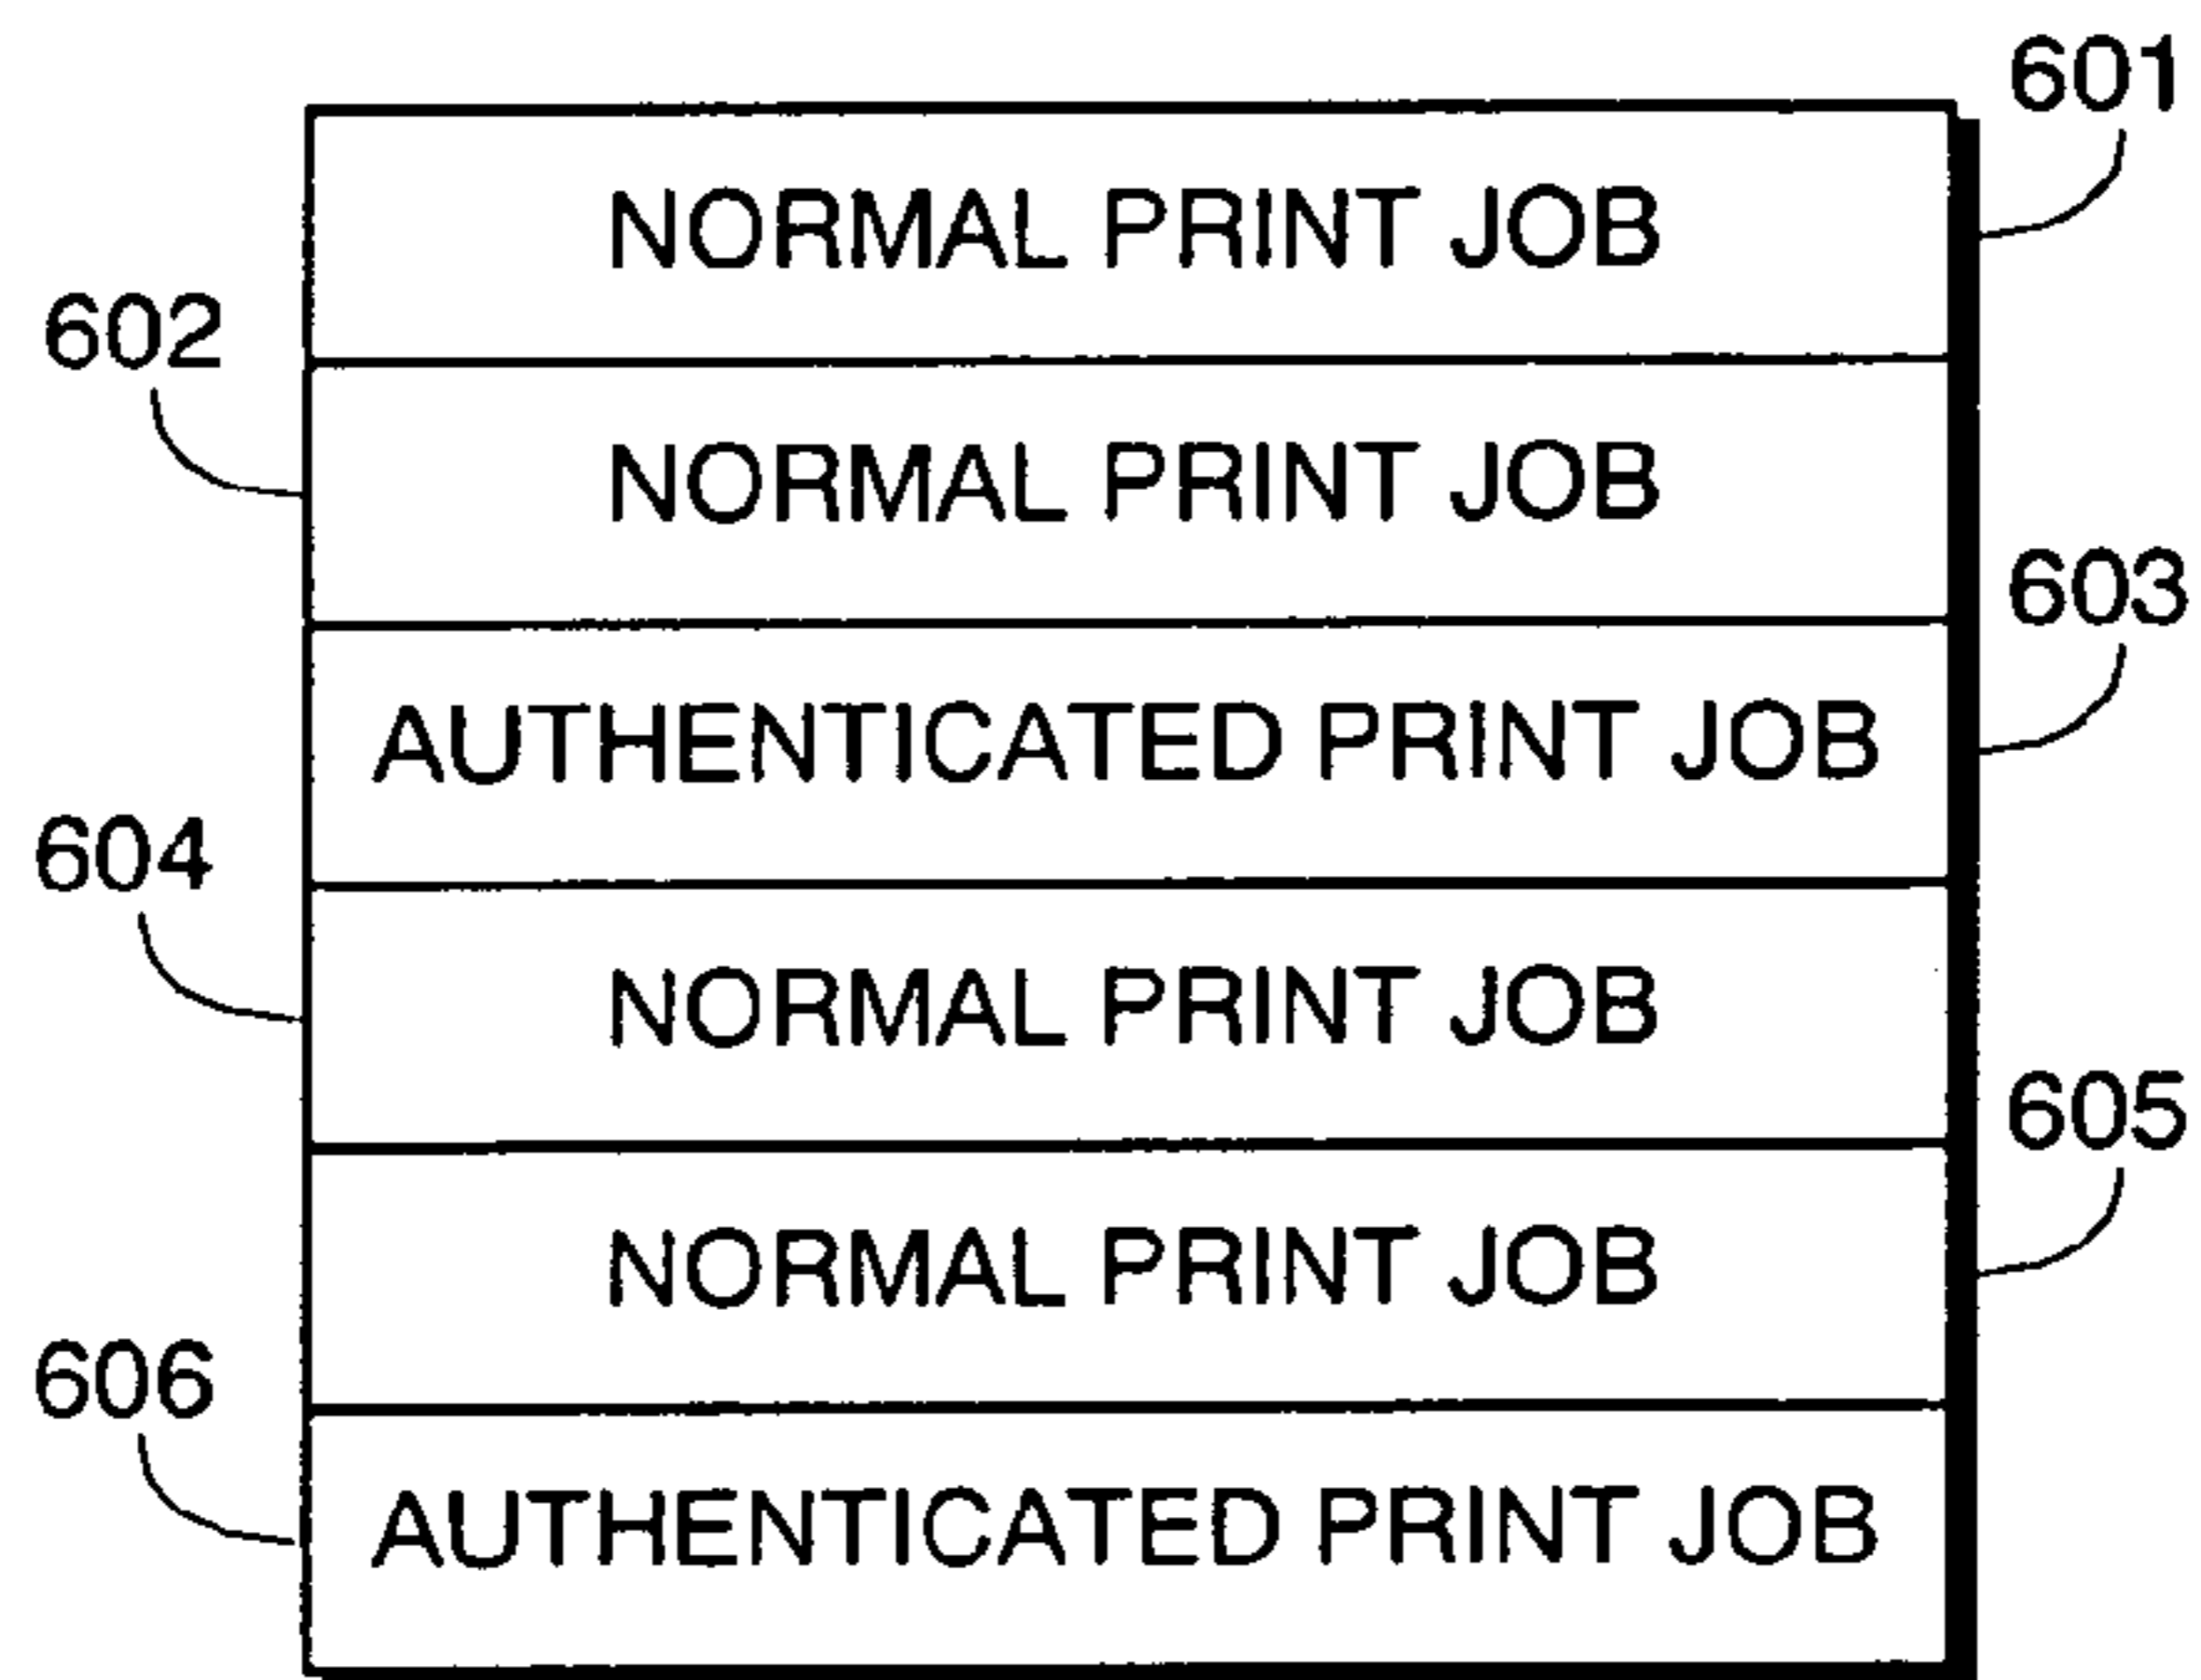 601
NORMAL PRINT JOB
602
NORMAL PRINT JOB
603
AUTHENTICATED PRINT JOB
604
NORMAL PRINT JOB
605
NORMAL PRINT JOB
606
AUTHENTICATED PRINT JOB